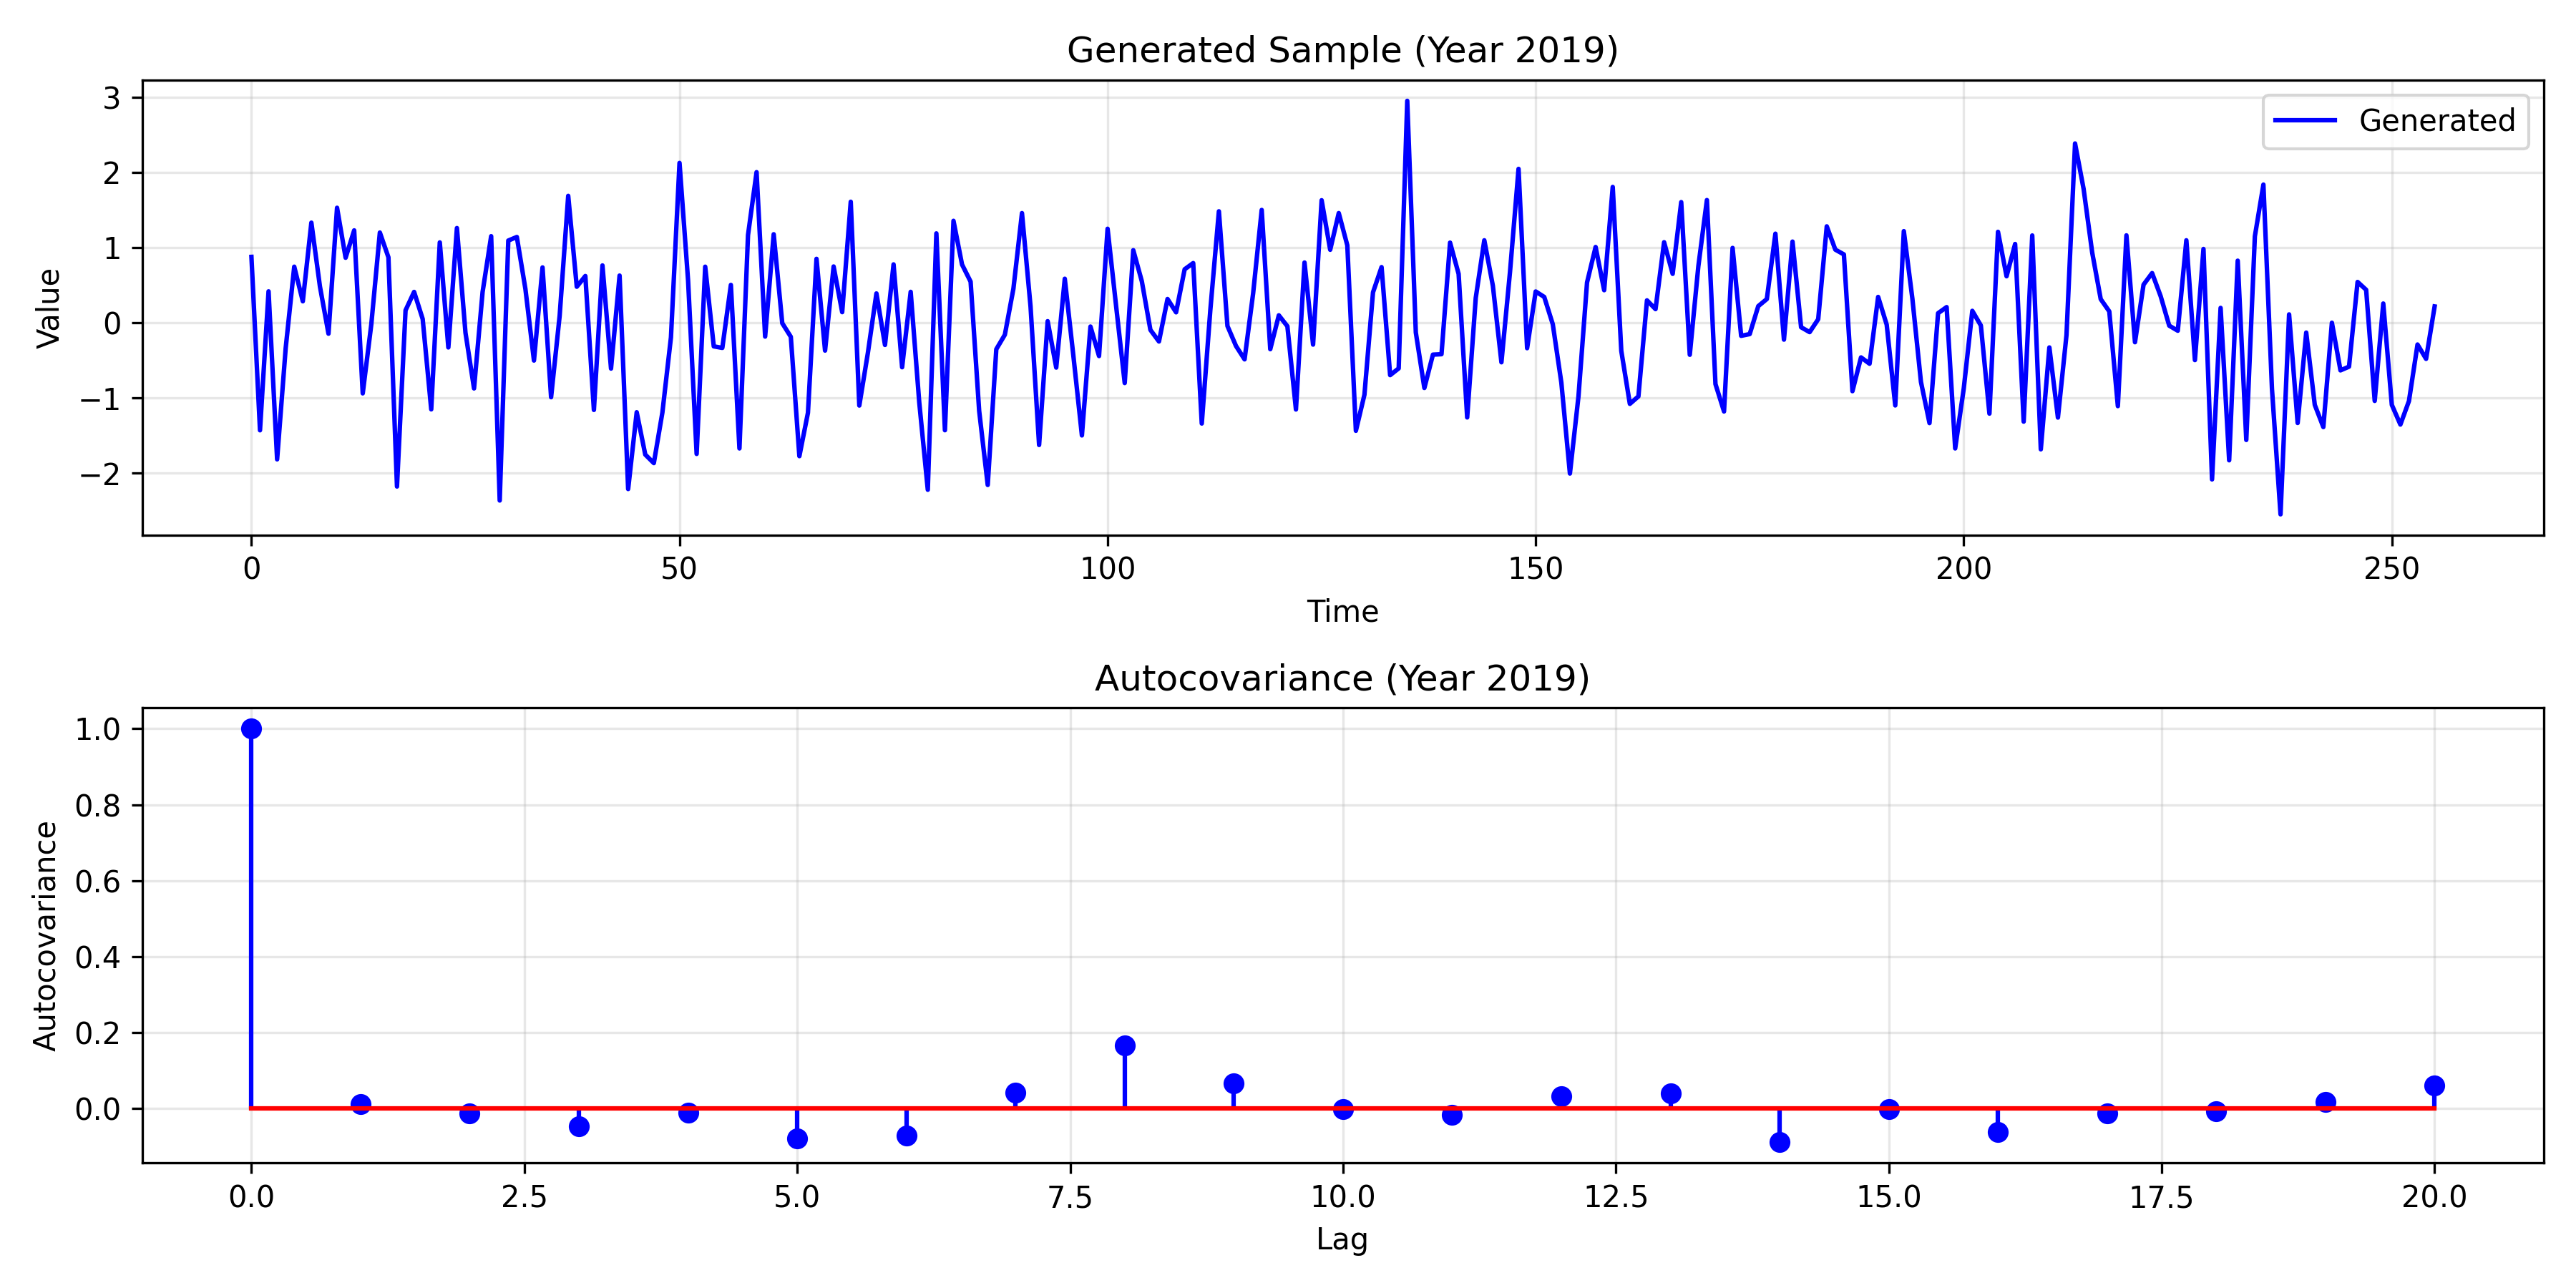 Generated Sample (Year 2019)
3
2
1
0
−1
−2
Value
Generated
0 50 100 150 200 250
Time
Autocovariance (Year 2019)
1.0
0.8
0.6
0.4
0.2
0.0
Autocovariance
0.0 2.5 5.0 7.5 10.0 12.5 15.0 17.5 20.0
Lag